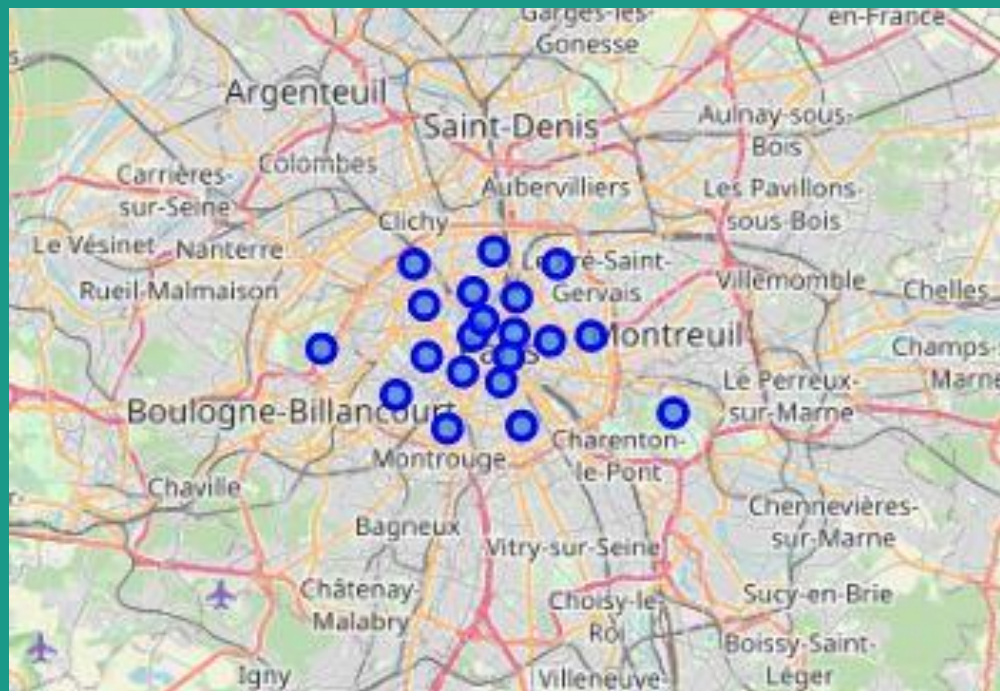 Garges-lès-
Gonesse
en-France
Argenteuil
Saint-Denis
Aulnay-sous-
Bois
Colombes
Carrières-
sur-Seine
Aubervilliers
Les Pavillons-
sous-Bois
Clichy
Le Vésinet
Nanterre
Rueil-Malmaison
Le
ré-Saint-
Gervais
Villemomble
Chelles
Montreuil
Champs-s
Marne
Le Perreux-
sur-Marne
Boulogne-Billancourt
Charenton-
le-Pont
Montrouge
Chaville
Chennevières-
sur-Marne
Bagneux
Vitry-sur-Seine
Châtenay-
Malabry
Choisy-le-
Roi
Sucy-en-Brie
Boissy-Saint-
Léger
Igny
Villeneuve-